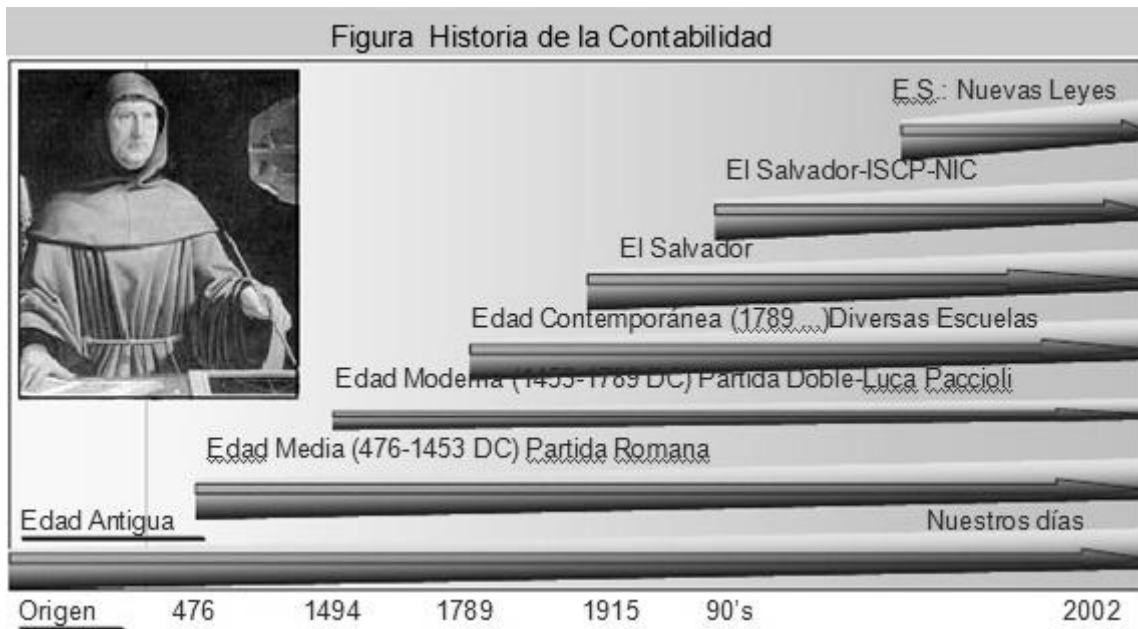 Figura Historia de la Contabilidad
E.S.: Nuevas Leyes
El Salvador-ISCP-NIC
El Salvador
Edad Contemporánea (1789....)Diversas Escuelas
Edad Moderna (1453-1789 DC) Partida Doble-Luca Paccioli
Edad Media (476-1453 DC) Partida Romana
Edad Antigua
Nuestros días
Origen 476 1494 1789 1915 90's 2002